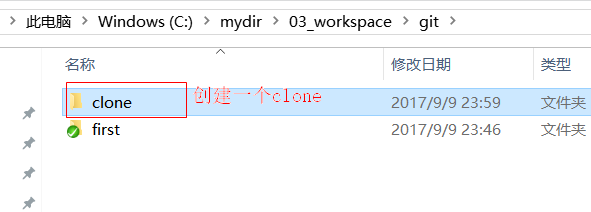 此电脑 > Windows (C:) > mydir > 03_workspace > git >
名称 修改日期 类型
clone 创建一个clone 2017/9/9 23:59 文件夹
first 2017/9/9 23:46 文件夹